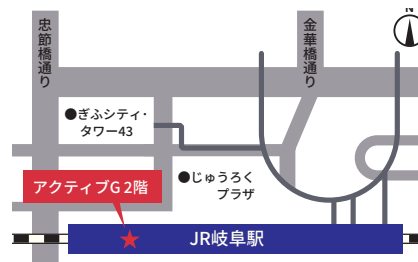 忠節橋通り
金華橋通り
N
●ぎふシティ・
タワー43
●じゅうろく
プラザ
アクティブG 2階
JR岐阜駅